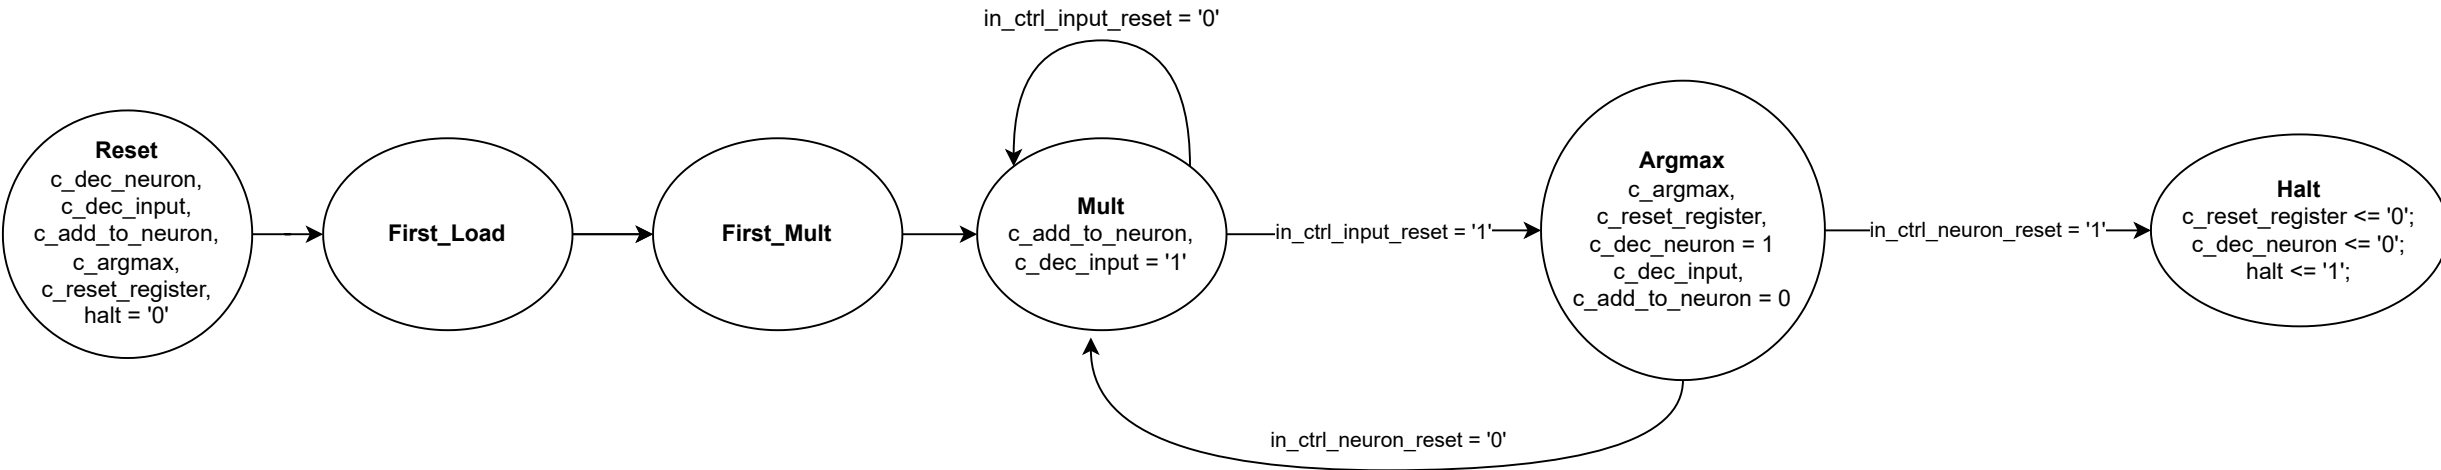 in_ctrl_input_reset = '0'
Reset
c_dec_neuron,
c_dec_input,
c_add_to_neuron,
c_argmax,
c_reset_register,
halt = '0'
First_Load
First_Mult
Mult
c_add_to_neuron,
c_dec_input = '1'
in_ctrl_input_reset = '1'
Argmax
c_argmax,
c_reset_register,
c_dec_neuron = 1
c_dec_input,
c_add_to_neuron = 0
in_ctrl_neuron_reset = '1'
Halt
c_reset_register <= '0';
c_dec_neuron <= '0';
halt <= '1';
in_ctrl_neuron_reset = '0'